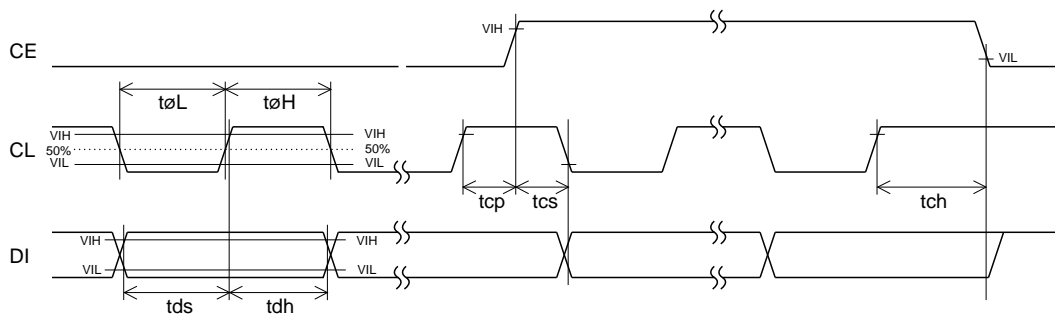 CE
VIH
VIL
tøL
tøH
CL
VIH
50%
VIL
VIH
50%
VIL
tcp
tcs
tch
DI
VIH
VIL
VIH
VIL
tds
tdh